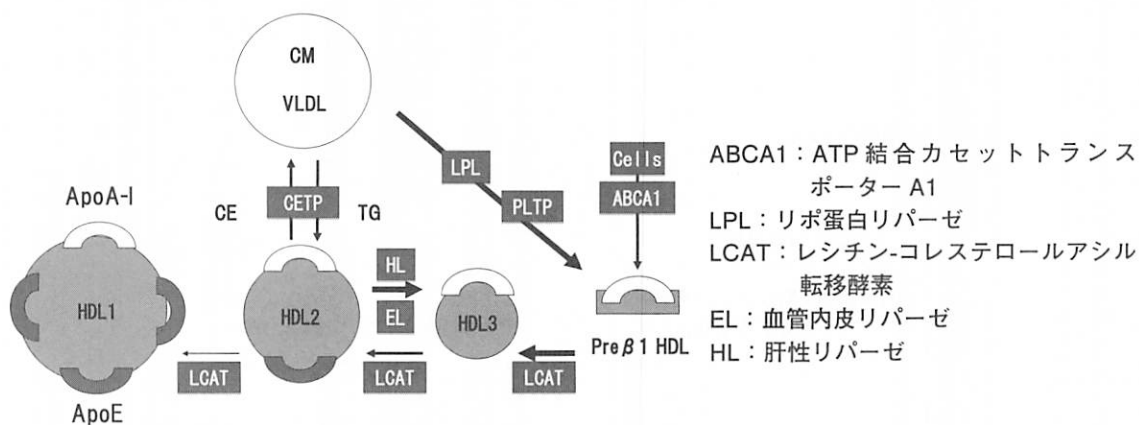 CM
VLDL
LPL
PLTP
Cells
ABCA1
CE
CETP
TG
ApoA-I
HDL1
HDL2
HL
EL
HDL3
Preβ1 HDL
LCAT
LCAT
LCAT
ApoE
ABCA1：ATP 結合カセットトランス
ポーター A1
LPL：リポ蛋白リパーゼ
LCAT：レシチン-コレステロールアシル
転移酵素
EL：血管内皮リパーゼ
HL：肝性リパーゼ